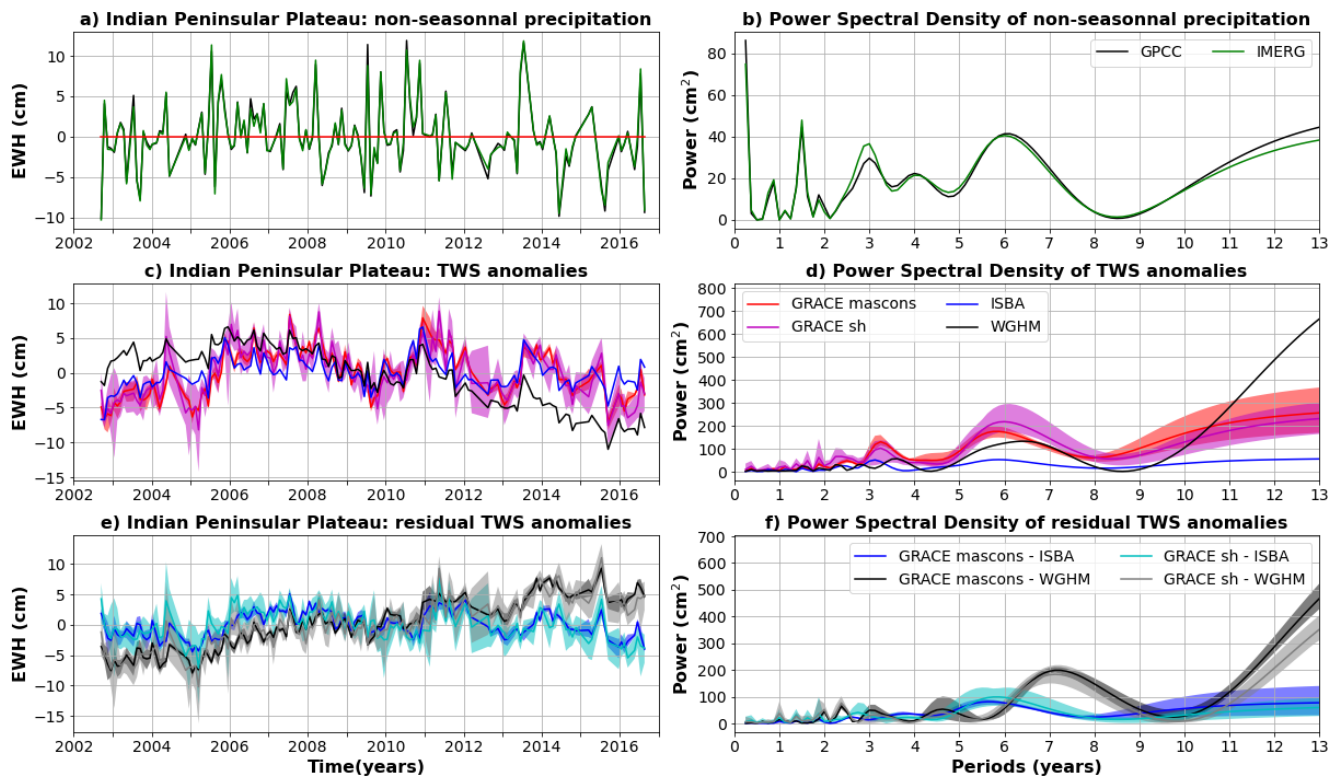 a) Indian Peninsular Plateau: non-seasonnal precipitation
EWH (cm)
10
5
0
−5
−10
2002 2004 2006 2008 2010 2012 2014 2016
b) Power Spectral Density of non-seasonnal precipitation
GPCC IMERG
Power (cm²)
80
60
40
20
0
0 1 2 3 4 5 6 7 8 9 10 11 12 13
c) Indian Peninsular Plateau: TWS anomalies
EWH (cm)
10
5
0
−5
−10
−15
2002 2004 2006 2008 2010 2012 2014 2016
d) Power Spectral Density of TWS anomalies
GRACE mascons ISBA
GRACE sh WGHM
Power (cm²)
800
700
600
500
400
300
200
100
0
0 1 2 3 4 5 6 7 8 9 10 11 12 13
e) Indian Peninsular Plateau: residual TWS anomalies
EWH (cm)
10
5
0
−5
−10
−15
2002 2004 2006 2008 2010 2012 2014 2016
Time(years)
f) Power Spectral Density of residual TWS anomalies
GRACE mascons - ISBA GRACE sh - ISBA
GRACE mascons - WGHM GRACE sh - WGHM
Power (cm²)
700
600
500
400
300
200
100
0
0 1 2 3 4 5 6 7 8 9 10 11 12 13
Periods (years)